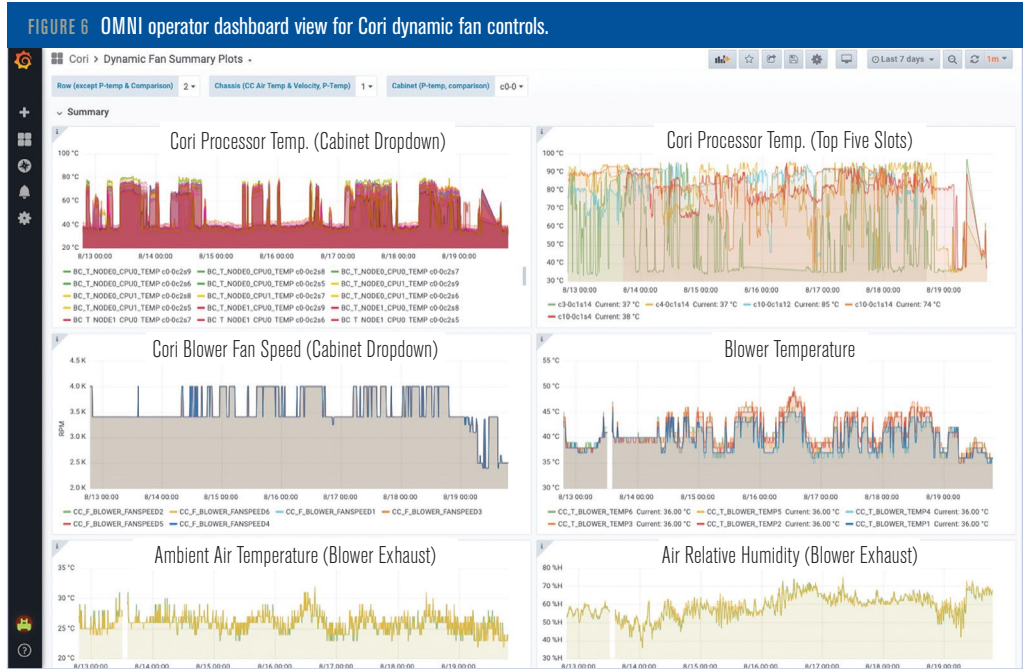 FIGURE 6 OMNI operator dashboard view for Cori dynamic fan controls.
Cori > Dynamic Fan Summary Plots
Last 7 days
1m
Row (except P-temp & Comparison) 2 Chassis (CC Air Temp & Velocity, P-Temp) 1 Cabinet (P-temp, comparison) c0-0
Summary
Cori Processor Temp. (Cabinet Dropdown)
100 °C
80 °C
60 °C
40 °C
20 °C
8/13 00:00 8/14 00:00 8/15 00:00 8/16 00:00 8/17 00:00 8/18 00:00 8/19 00:00
BC_T_NODE0_CPU0_TEMP c0-0c2s9 BC_T_NODE0_CPU0_TEMP c0-0c2s8 BC_T_NODE0_CPU0_TEMP c0-0c2s7
BC_T_NODE0_CPU0_TEMP c0-0c2s6 BC_T_NODE0_CPU0_TEMP c0-0c2s5 BC_T_NODE0_CPU1_TEMP c0-0c2s9
BC_T_NODE0_CPU1_TEMP c0-0c2s8 BC_T_NODE0_CPU1_TEMP c0-0c2s7 BC_T_NODE0_CPU1_TEMP c0-0c2s6
BC_T_NODE0_CPU1_TEMP c0-0c2s5 BC_T_NODE1_CPU0_TEMP c0-0c2s9 BC_T_NODE1_CPU0_TEMP c0-0c2s8
BC T NODE1 CPU0 TEMP c0-0c2s7 BC T NODE1 CPU0 TEMP c0-0c2s6 BC T NODE1 CPU0 TEMP c0-0c2s5
Cori Processor Temp. (Top Five Slots)
100 °C
90 °C
80 °C
70 °C
60 °C
50 °C
40 °C
30 °C
8/13 00:00 8/14 00:00 8/15 00:00 8/16 00:00 8/17 00:00 8/18 00:00 8/19 00:00
c3-0c1s14 Current: 37 °C c4-0c1s14 Current: 37 °C c10-0c1s12 Current: 85 °C c10-0c1s14 Current: 74 °C
c10-0c1s4 Current: 38 °C
Cori Blower Fan Speed (Cabinet Dropdown)
4.5 K
4.0 K
3.5 K
3.0 K
2.5 K
2.0 K
RPM
8/13 00:00 8/14 00:00 8/15 00:00 8/16 00:00 8/17 00:00 8/18 00:00 8/19 00:00
CC_F_BLOWER_FANSPEED2 CC_F_BLOWER_FANSPEED6 CC_F_BLOWER_FANSPEED1 CC_F_BLOWER_FANSPEED3
CC_F_BLOWER_FANSPEED5 CC_F_BLOWER_FANSPEED4
Blower Temperature
55 °C
50 °C
45 °C
40 °C
35 °C
30 °C
8/13 00:00 8/14 00:00 8/15 00:00 8/16 00:00 8/17 00:00 8/18 00:00 8/19 00:00
CC_T_BLOWER_TEMP6 Current: 36.00 °C CC_T_BLOWER_TEMP5 Current: 36.00 °C CC_T_BLOWER_TEMP4 Current: 36.00 °C
CC_T_BLOWER_TEMP3 Current: 36.00 °C CC_T_BLOWER_TEMP2 Current: 36.00 °C CC_T_BLOWER_TEMP1 Current: 36.00 °C
Ambient Air Temperature (Blower Exhaust)
35 °C
30 °C
25 °C
20 °C
8/13 00:00 8/14 00:00 8/15 00:00 8/16 00:00 8/17 00:00 8/18 00:00 8/19 00:00
Air Relative Humidity (Blower Exhaust)
80 %H
70 %H
60 %H
50 %H
40 %H
30 %H
8/13 00:00 8/14 00:00 8/15 00:00 8/16 00:00 8/17 00:00 8/18 00:00 8/19 00:00